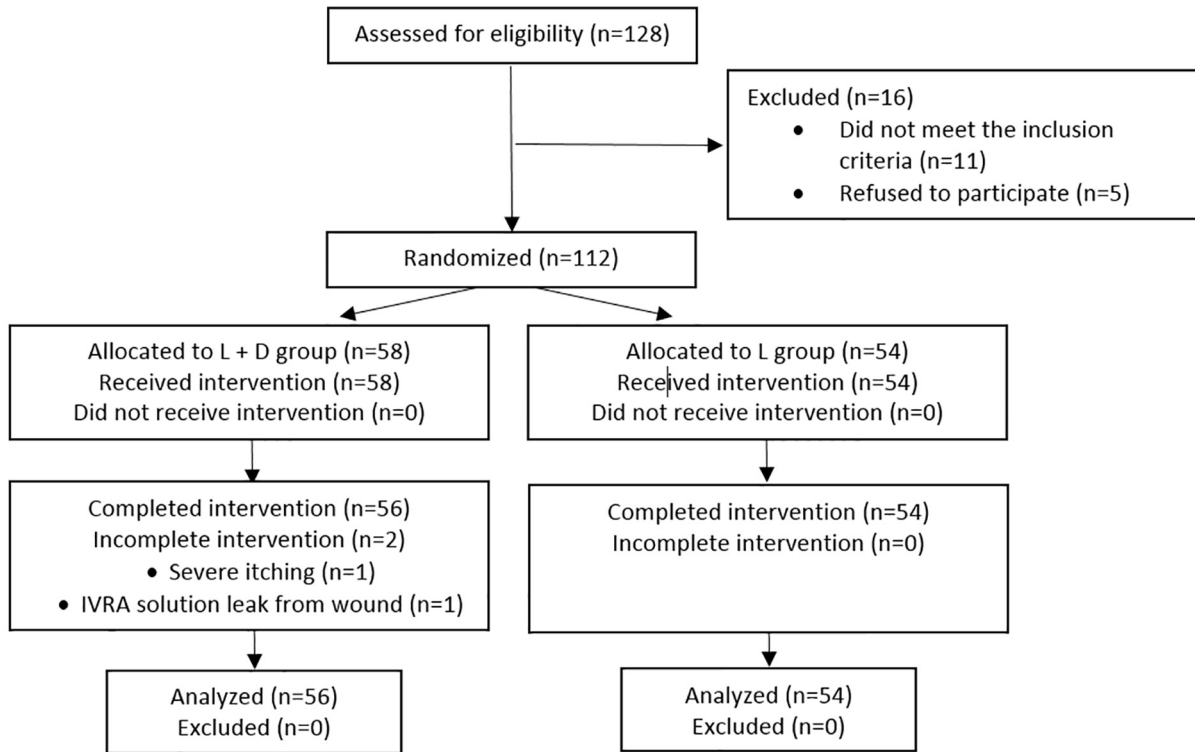 Assessed for eligibility (n=128)
Excluded (n=16)
• Did not meet the inclusion
criteria (n=11)
• Refused to participate (n=5)
Randomized (n=112)
Allocated to L + D group (n=58)
Received intervention (n=58)
Did not receive intervention (n=0)
Allocated to L group (n=54)
Received intervention (n=54)
Did not receive intervention (n=0)
Completed intervention (n=56)
Incomplete intervention (n=2)
• Severe itching (n=1)
• IVRA solution leak from wound (n=1)
Completed intervention (n=54)
Incomplete intervention (n=0)
Analyzed (n=56)
Excluded (n=0)
Analyzed (n=54)
Excluded (n=0)